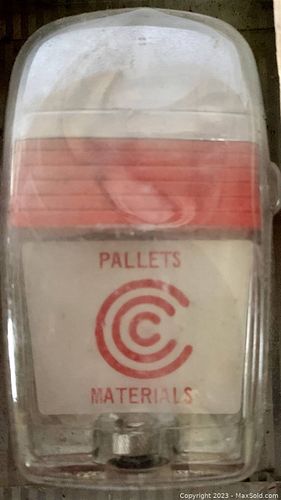 PALLETS
C
MATERIALS
Copyright 2023 - MaxSold.com